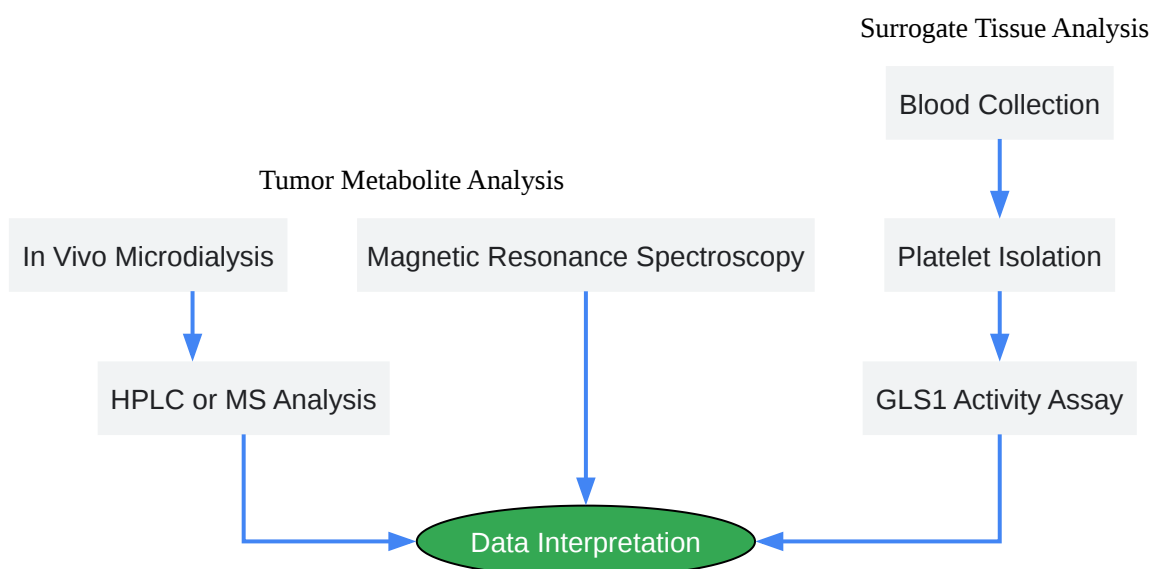 Surrogate Tissue Analysis
Blood Collection
Tumor Metabolite Analysis
In Vivo Microdialysis
Magnetic Resonance Spectroscopy
Platelet Isolation
HPLC or MS Analysis
GLS1 Activity Assay
Data Interpretation